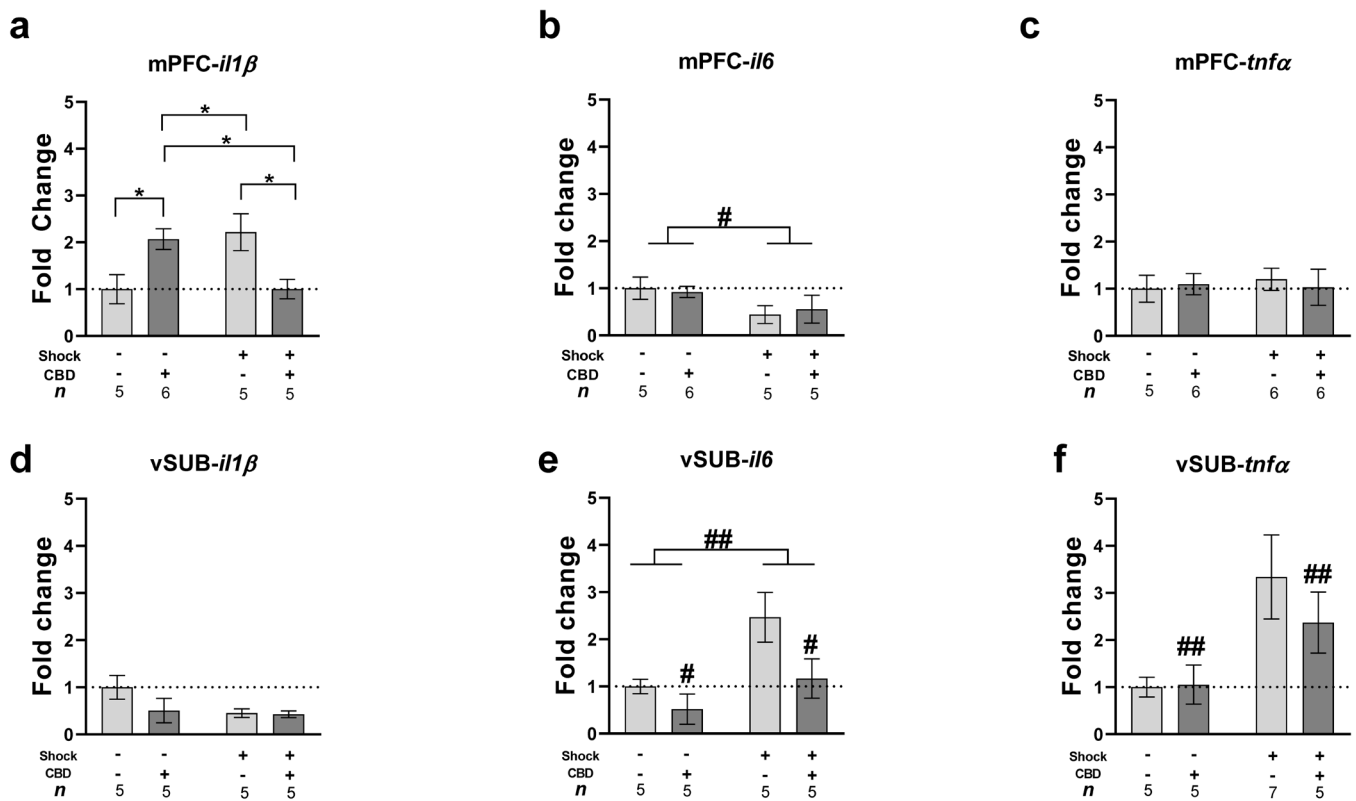 a
mPFC-il1β
Fold Change
5
4
3
2
1
0
*
*
*
*
Shock - - + +
CBD - + - +
n 5 6 5 5
b
mPFC-il6
Fold change
5
4
3
2
1
0
#
Shock - - + +
CBD - + - +
n 5 6 5 5
c
mPFC-tnfα
Fold change
5
4
3
2
1
0
Shock - - + +
CBD - + - +
n 5 6 6 6
d
vSUB-il1β
Fold change
5
4
3
2
1
0
Shock - - + +
CBD - + - +
n 5 5 5 5
e
vSUB-il6
Fold change
5
4
3
2
1
0
##
#
#
Shock - - + +
CBD - + - +
n 5 5 5 5
f
vSUB-tnfα
Fold change
5
4
3
2
1
0
##
##
Shock - - + +
CBD - + - +
n 5 5 7 5